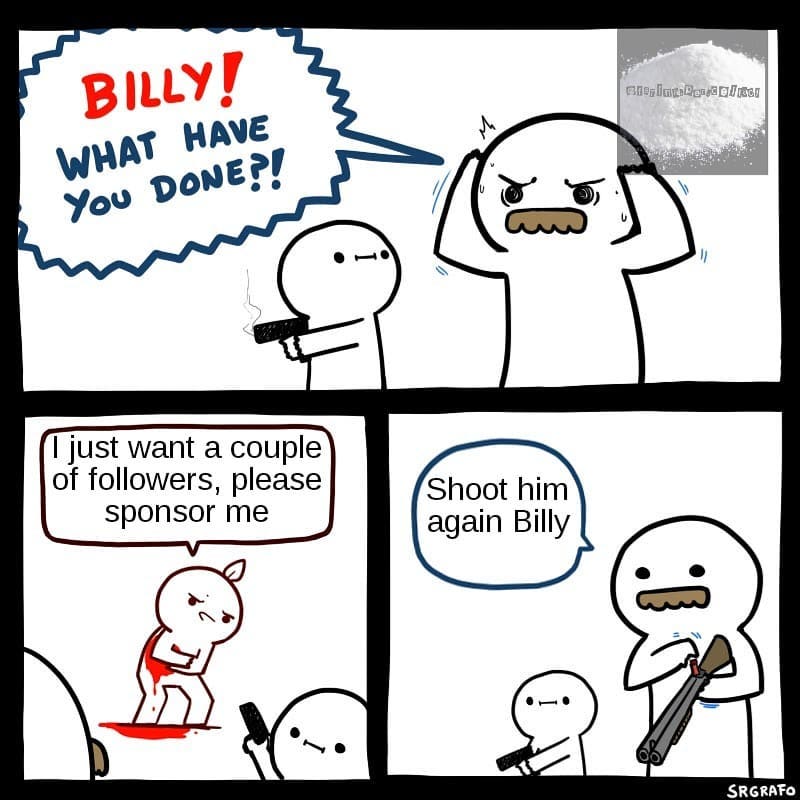 BILLY!
WHAT HAVE
YOU DONE?!
I just want a couple
of followers, please
sponsor me
Shoot him
again Billy
SRGRAFO